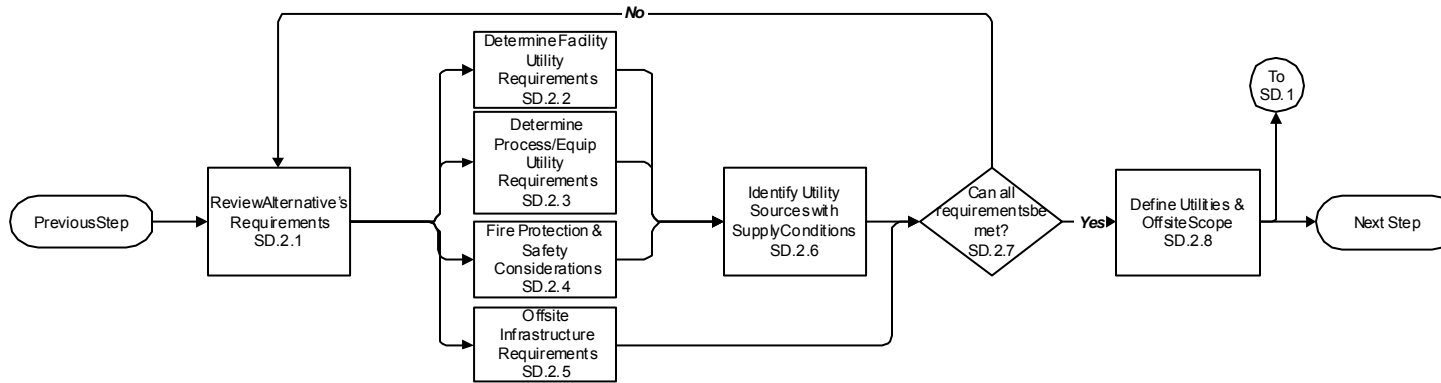 No
Determine Facility
Utility
Requirements
SD.2.2
To
SD.1
Determine
Process/Equip
Utility
Requirements
SD.2.3
Previous Step
Review Alternative's
Requirements
SD.2.1
Fire Protection &
Safety
Considerations
SD.2.4
Offsite
Infrastructure
Requirements
SD.2.5
Identify Utility
Sources with
Supply Conditions
SD.2.6
Can all
requirements be
met?
SD.2.7
Yes
Define Utilities &
Offsite Scope
SD.2.8
Next Step